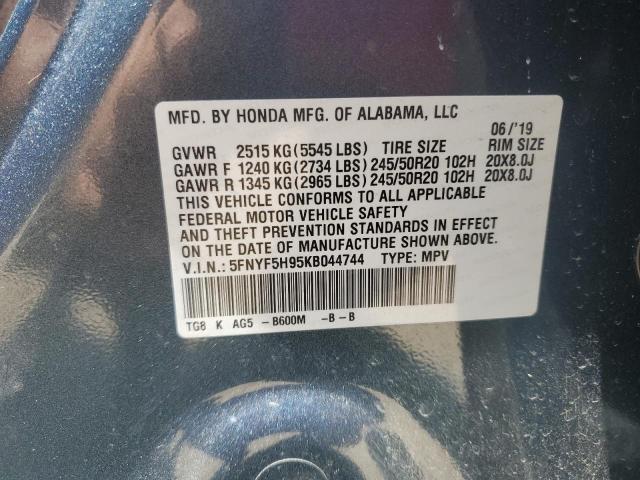 MFD. BY HONDA MFG. OF ALABAMA, LLC
06/'19
GVWR 2515 KG(5545 LBS) TIRE SIZE RIM SIZE
GAWR F 1240 KG(2734 LBS) 245/50R20 102H 20X8.0J
GAWR R 1345 KG(2965 LBS) 245/50R20 102H 20X8.0J
THIS VEHICLE CONFORMS TO ALL APPLICABLE
FEDERAL MOTOR VEHICLE SAFETY
AND THEFT PREVENTION STANDARDS IN EFFECT
ON THE DATE OF MANUFACTURE SHOWN ABOVE.
V.I.N.: 5FNYF5H95KB044744 TYPE: MPV
TG8 K AG5 -B600M -B-B